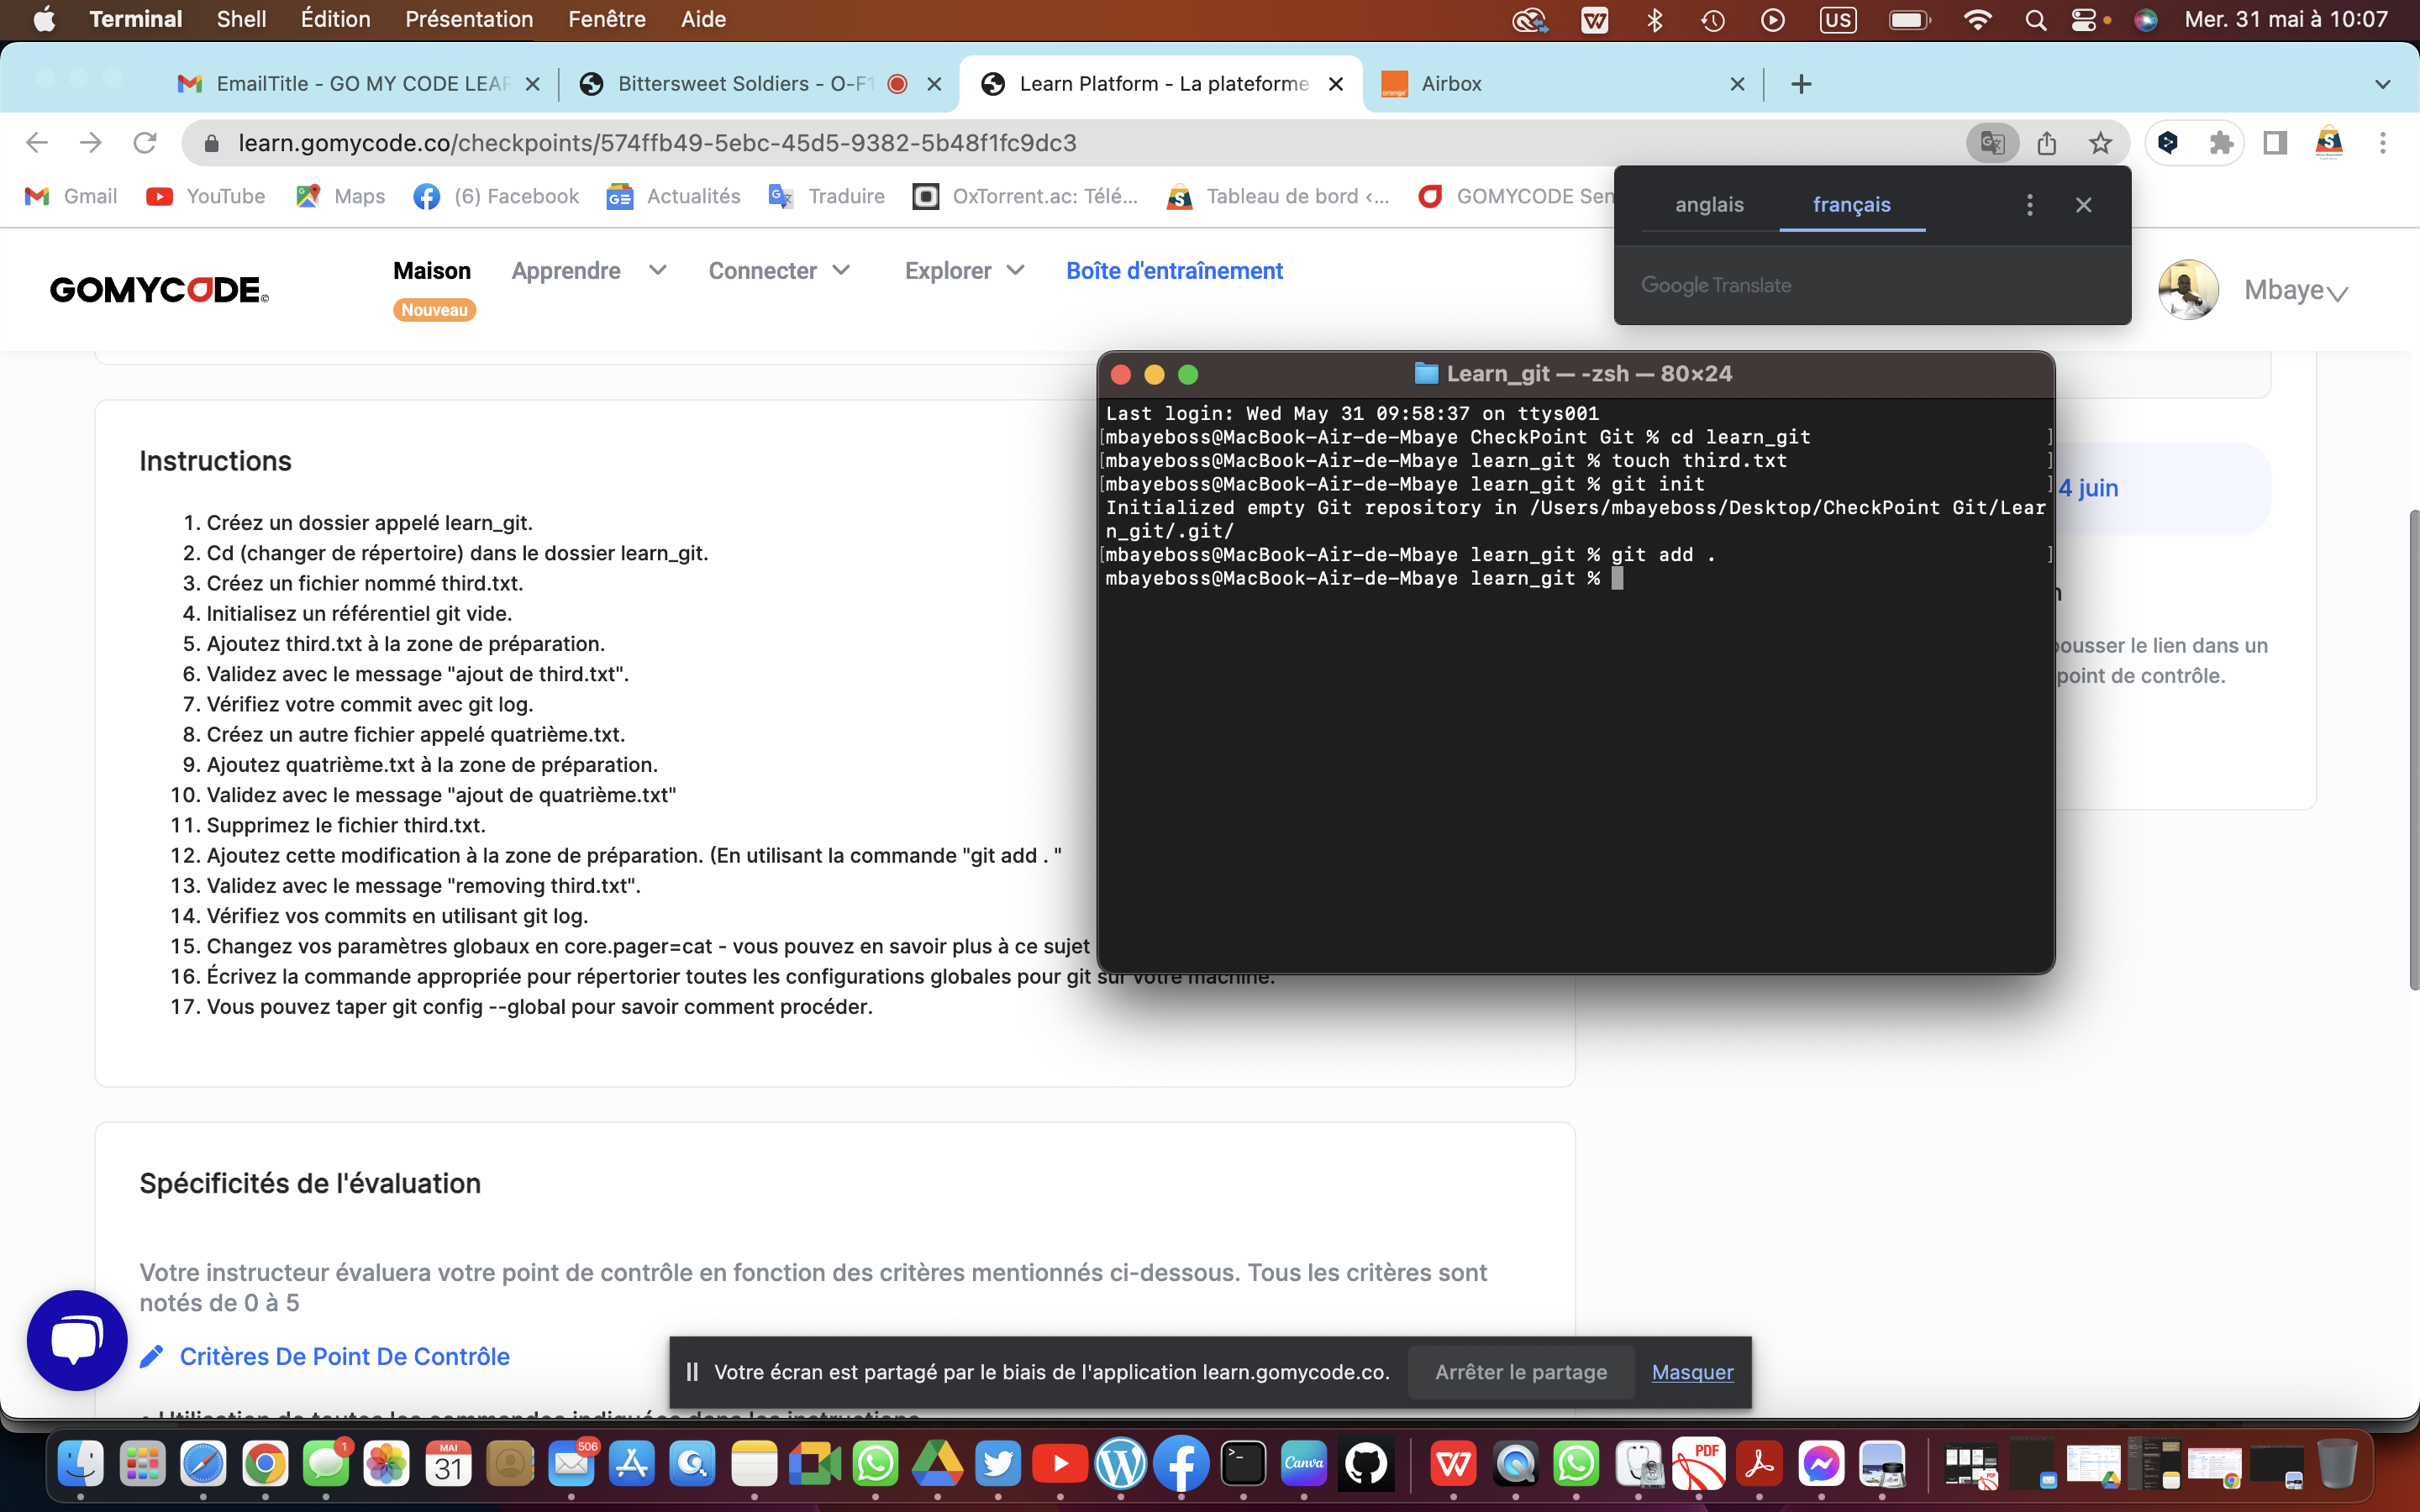 Terminal Shell Édition Présentation Fenêtre Aide US Mer. 31 mai à 10:07
EmailTitle - GO MY CODE LEAR
Bittersweet Soldiers - O-F1
Learn Platform - La plateforme
Airbox
learn.gomycode.co/checkpoints/574ffb49-5ebc-45d5-9382-5b48f1fc9dc3
Gmail YouTube Maps (6) Facebook Actualités Traduire OxTorrent.ac: Télé... Tableau de bord <... GOMYCODE Sen
anglais français
Google Translate
GOMYCODE
Maison Apprendre Connecter Explorer Boîte d'entraînement
Nouveau
Mbaye
Instructions
1. Créez un dossier appelé learn_git.
2. Cd (changer de répertoire) dans le dossier learn_git.
3. Créez un fichier nommé third.txt.
4. Initialisez un référentiel git vide.
5. Ajoutez third.txt à la zone de préparation.
6. Validez avec le message "ajout de third.txt".
7. Vérifiez votre commit avec git log.
8. Créez un autre fichier appelé quatrième.txt.
9. Ajoutez quatrième.txt à la zone de préparation.
10. Validez avec le message "ajout de quatrième.txt"
11. Supprimez le fichier third.txt.
12. Ajoutez cette modification à la zone de préparation. (En utilisant la commande "git add . "
13. Validez avec le message "removing third.txt".
14. Vérifiez vos commits en utilisant git log.
15. Changez vos paramètres globaux en core.pager=cat - vous pouvez en savoir plus à ce sujet
16. Écrivez la commande appropriée pour répertorier toutes les configurations globales pour git sur votre machine.
17. Vous pouvez taper git config --global pour savoir comment procéder.
Learn_git — -zsh — 80×24
Last login: Wed May 31 09:58:37 on ttys001
[mbayeboss@MacBook-Air-de-Mbaye CheckPoint Git % cd learn_git ]
[mbayeboss@MacBook-Air-de-Mbaye learn_git % touch third.txt ]
[mbayeboss@MacBook-Air-de-Mbaye learn_git % git init ]
Initialized empty Git repository in /Users/mbayeboss/Desktop/CheckPoint Git/Lear
n_git/.git/
[mbayeboss@MacBook-Air-de-Mbaye learn_git % git add . ]
mbayeboss@MacBook-Air-de-Mbaye learn_git %
4 juin
pousser le lien dans un
point de contrôle.
Spécificités de l'évaluation
Votre instructeur évaluera votre point de contrôle en fonction des critères mentionnés ci-dessous. Tous les critères sont
notés de 0 à 5
Critères De Point De Contrôle
Utilisation de toutes les commandes indiquées dans les instructions
Votre écran est partagé par le biais de l'application learn.gomycode.co. Arrêter le partage Masquer
1
MAI
31
506
Canva
PDF